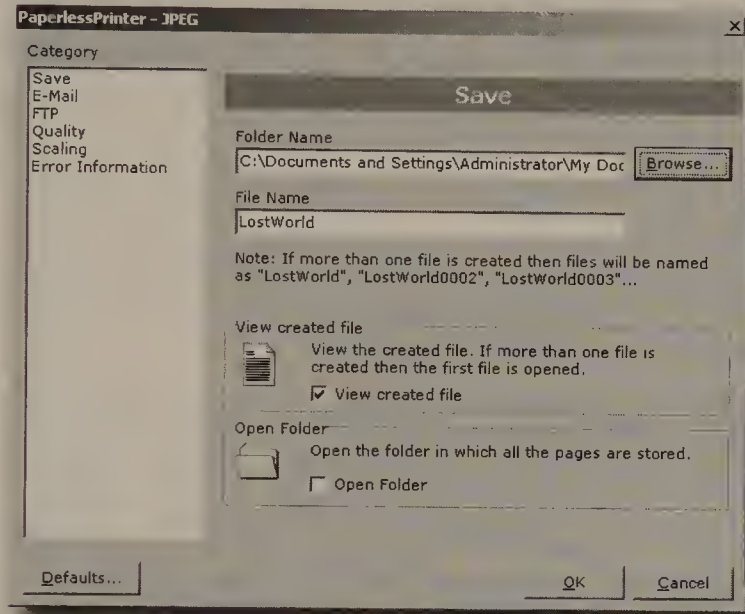 PaperlessPrinter - JPEG
Category
Save
E-Mail
FTP
Quality
Scaling
Error Information
Save
Folder Name
C:\Documents and Settings\Administrator\My Doc
Browse...
File Name
LostWorld
Note: If more than one file is created then files will be named
as "LostWorld", "LostWorld0002", "LostWorld0003"...
View created file
View the created file. If more than one file is
created then the first file is opened.
View created file
Open Folder
Open the folder in which all the pages are stored.
Open Folder
Defaults...
OK
Cancel